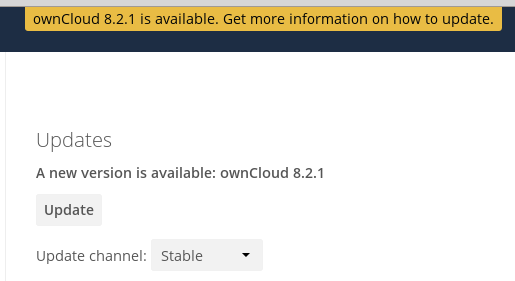 ownCloud 8.2.1 is available. Get more information on how to update.
Updates
A new version is available: ownCloud 8.2.1
Update
Update channel: Stable